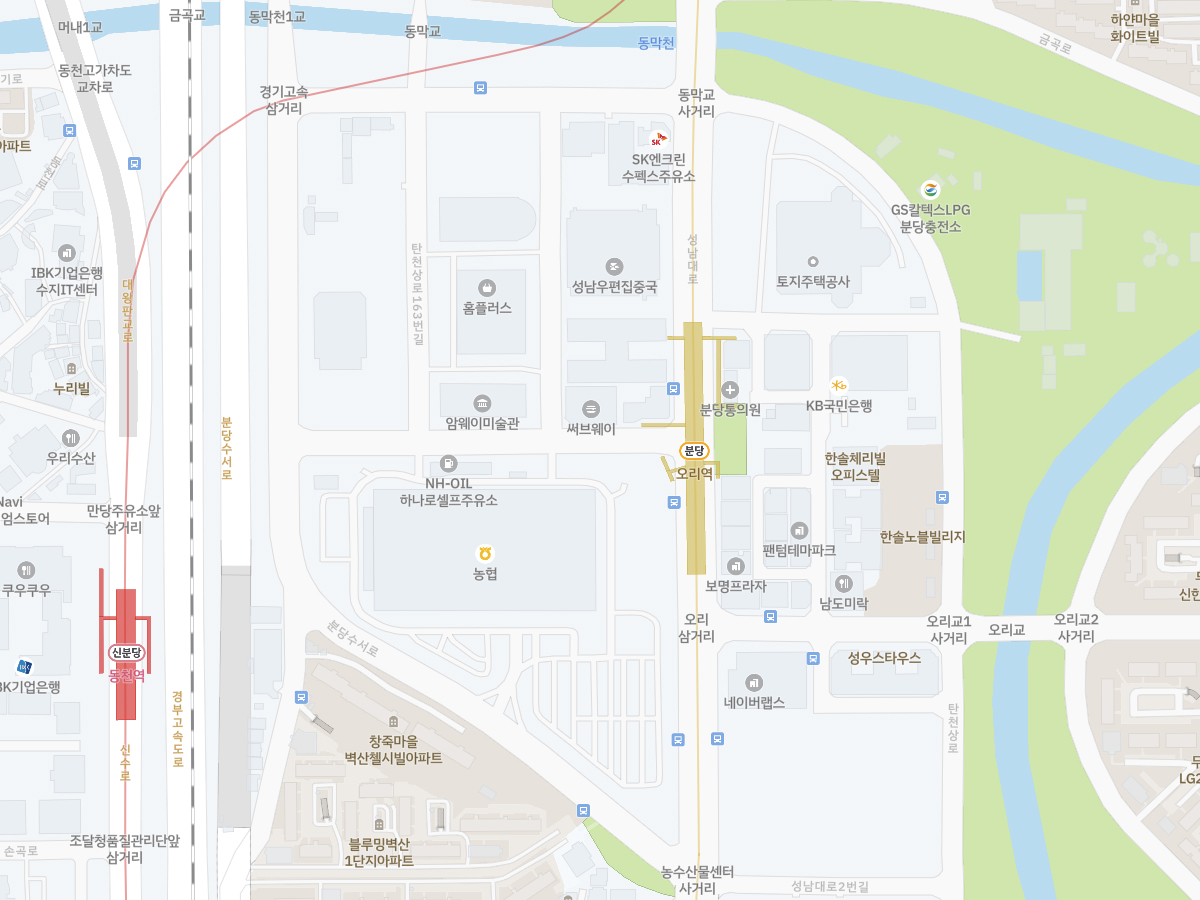 머내1교
금곡교
동막천1교
동막교
동막천
금곡로
하얀마을
화이트빌
동천고가차도
교차로
기로
경기고속
삼거리
동막교
사거리
아파트
동천로
SK
SK엔크린
수펙스주유소
GS칼텍스LPG
분당충전소
IBK기업은행
수지IT센터
대왕판교로
탄천상로163번길
성남대로
성남우편집중국
토지주택공사
홈플러스
누리빌
분당통의원
KB국민은행
암웨이미술관
써브웨이
분당수서로
우리수산
분당
오리역
한솔체리빌
오피스텔
NH-OIL
하나로셀프주유소
Navi
엄스토어
만당주유소앞
삼거리
한솔노블빌리지
팬텀테마파크
농협
쿠우쿠우
보명프라자
남도미락
신한
오리
삼거리
오리교1
사거리
오리교
오리교2
사거리
분당수서로
신분당
동천역
BK기업은행
성우스타우스
네이버랩스
경부고속도로
탄천상로
신수로
창죽마을
벽산첼시빌아파트
무
LG2
조달청품질관리단앞
삼거리
손곡로
블루밍벽산
1단지아파트
농수산물센터
사거리
성남대로2번길